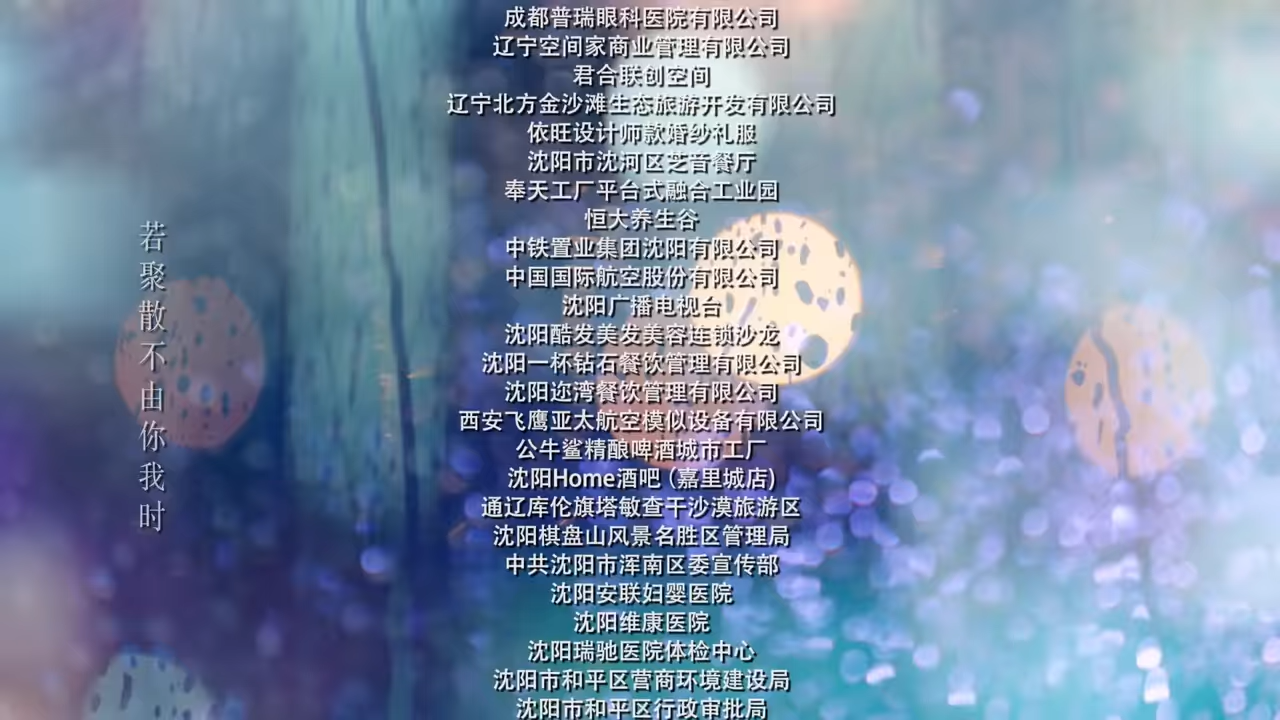 成都普瑞眼科医院有限公司
辽宁空间家商业管理有限公司
君合联创空间
辽宁北方金沙滩生态旅游开发有限公司
依旺设计师款婚纱礼服
沈阳市沈河区芝音餐厅
奉天工厂平台式融合工业园
恒大养生谷
中铁置业集团沈阳有限公司
中国国际航空股份有限公司
沈阳广播电视台
沈阳酷发美发美容连锁沙龙
沈阳一杯钻石餐饮管理有限公司
沈阳迩湾餐饮管理有限公司
西安飞鹰亚太航空模似设备有限公司
公牛鲨精酿啤酒城市工厂
沈阳Home酒吧 (嘉里城店)
通辽库伦旗塔敏查干沙漠旅游区
沈阳棋盘山风景名胜区管理局
中共沈阳市浑南区委宣传部
沈阳安联妇婴医院
沈阳维康医院
沈阳瑞驰医院体检中心
沈阳市和平区营商环境建设局
沈阳市和平区行政审批局
若聚散不由你我时